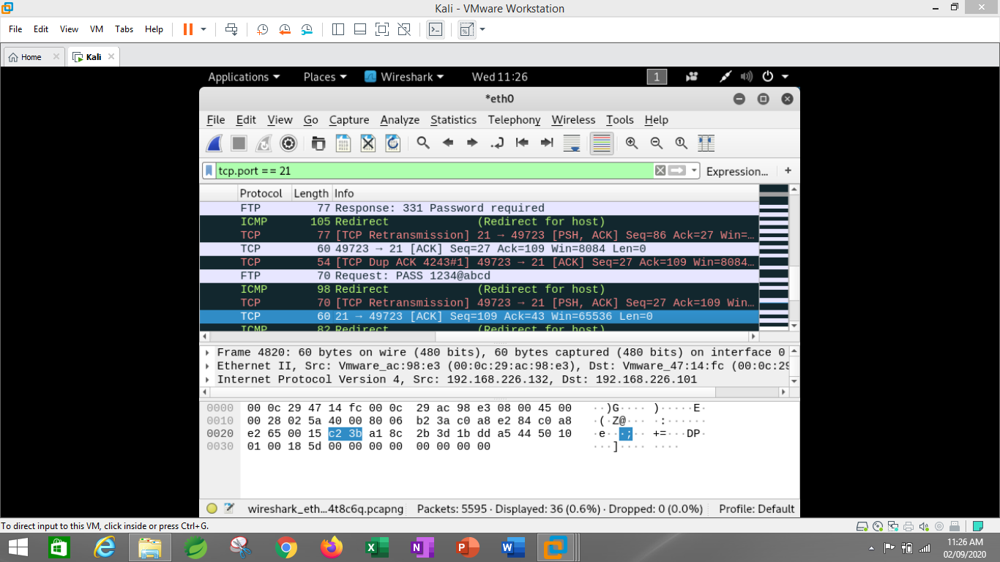 Kali - VMware Workstation
File Edit View VM Tabs Help
Home Kali
Applications Places Wireshark Wed 11:26 1
*eth0
File Edit View Go Capture Analyze Statistics Telephony Wireless Tools Help
tcp.port == 21 Expression... +
Protocol Length Info
FTP 77 Response: 331 Password required
ICMP 105 Redirect (Redirect for host)
TCP 77 [TCP Retransmission] 21 → 49723 [PSH, ACK] Seq=86 Ack=27 Win=…
TCP 60 49723 → 21 [ACK] Seq=27 Ack=109 Win=8084 Len=0
TCP 54 [TCP Dup ACK 4243#1] 49723 → 21 [ACK] Seq=27 Ack=109 Win=8084…
FTP 70 Request: PASS 1234@abcd
ICMP 98 Redirect (Redirect for host)
TCP 70 [TCP Retransmission] 49723 → 21 [PSH, ACK] Seq=27 Ack=109 Win…
TCP 60 21 → 49723 [ACK] Seq=109 Ack=43 Win=65536 Len=0
ICMP 82 Redirect (Redirect for host)
Frame 4820: 60 bytes on wire (480 bits), 60 bytes captured (480 bits) on interface 0
Ethernet II, Src: Vmware_ac:98:e3 (00:0c:29:ac:98:e3), Dst: Vmware_47:14:fc (00:0c:29
Internet Protocol Version 4, Src: 192.168.226.132, Dst: 192.168.226.101
0000 00 0c 29 47 14 fc 00 0c 29 ac 98 e3 08 00 45 00 ··)G···· )·····E·
0010 00 28 02 5a 40 00 80 06 b2 3a c0 a8 e2 84 c0 a8 ·(·Z@··· ·:······
0020 e2 65 00 15 c2 3b a1 8c 2b 3d 1b dd a5 44 50 10 ·e···;·· +=···DP·
0030 01 00 18 5d 00 00 00 00 00 00 00 00 ···]···· ····
wireshark_eth…4t8c6q.pcapng Packets: 5595 · Displayed: 36 (0.6%) · Dropped: 0 (0.0%) Profile: Default
To direct input to this VM, click inside or press Ctrl+G.
11:26 AM
02/09/2020